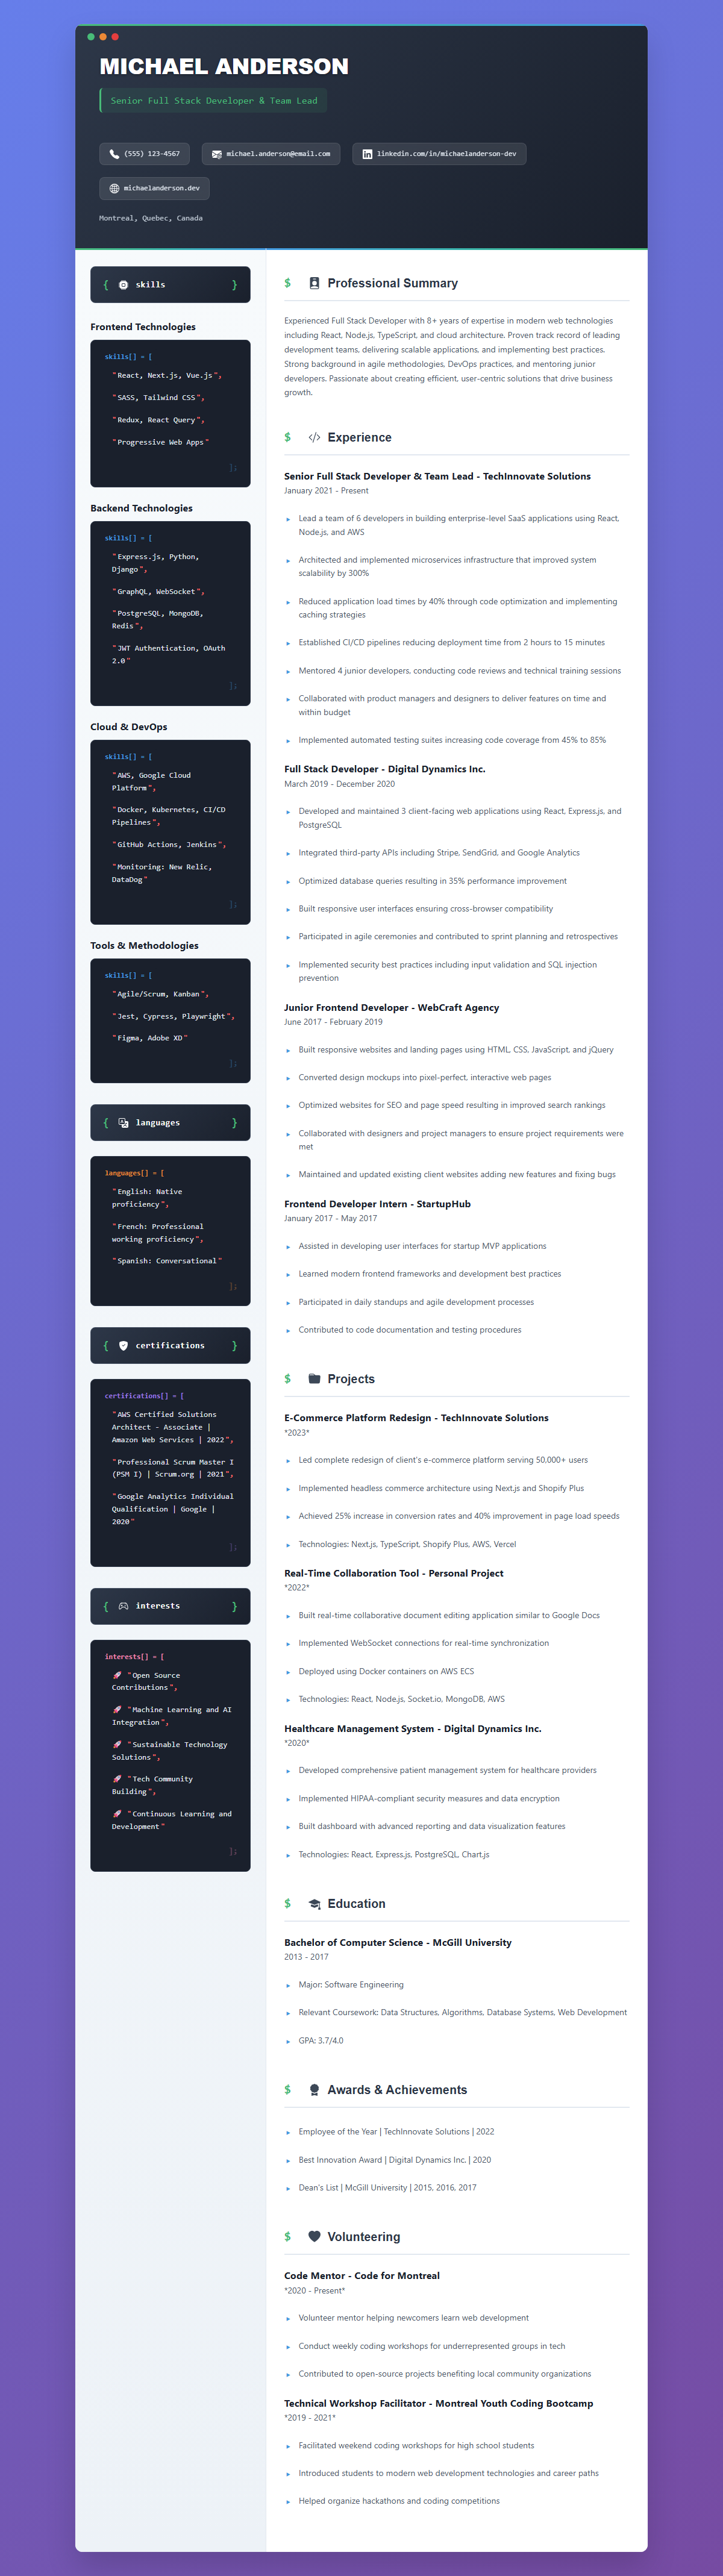 MICHAEL ANDERSON
Senior Full Stack Developer & Team Lead
(555) 123-4567
michael.anderson@email.com
linkedin.com/in/michaelanderson-dev
michaelanderson.dev
Montreal, Quebec, Canada
{ skills }
Frontend Technologies
skills[] = [
"React, Next.js, Vue.js",
"SASS, Tailwind CSS",
"Redux, React Query",
"Progressive Web Apps"
];
Backend Technologies
skills[] = [
"Express.js, Python,
Django",
"GraphQL, WebSocket",
"PostgreSQL, MongoDB,
Redis",
"JWT Authentication, OAuth
2.0"
];
Cloud & DevOps
skills[] = [
"AWS, Google Cloud
Platform",
"Docker, Kubernetes, CI/CD
Pipelines",
"GitHub Actions, Jenkins",
"Monitoring: New Relic,
DataDog"
];
Tools & Methodologies
skills[] = [
"Agile/Scrum, Kanban",
"Jest, Cypress, Playwright",
"Figma, Adobe XD"
];
{ languages }
languages[] = [
"English: Native
proficiency",
"French: Professional
working proficiency",
"Spanish: Conversational"
];
{ certifications }
certifications[] = [
"AWS Certified Solutions
Architect - Associate |
Amazon Web Services | 2022",
"Professional Scrum Master I
(PSM I) | Scrum.org | 2021",
"Google Analytics Individual
Qualification | Google |
2020"
];
{ interests }
interests[] = [
🚀 "Open Source
Contributions",
🚀 "Machine Learning and AI
Integration",
🚀 "Sustainable Technology
Solutions",
🚀 "Tech Community
Building",
🚀 "Continuous Learning and
Development"
];
$ Professional Summary
Experienced Full Stack Developer with 8+ years of expertise in modern web technologies
including React, Node.js, TypeScript, and cloud architecture. Proven track record of leading
development teams, delivering scalable applications, and implementing best practices.
Strong background in agile methodologies, DevOps practices, and mentoring junior
developers. Passionate about creating efficient, user-centric solutions that drive business
growth.
$ Experience
Senior Full Stack Developer & Team Lead - TechInnovate Solutions
January 2021 - Present
▸ Lead a team of 6 developers in building enterprise-level SaaS applications using React,
Node.js, and AWS
▸ Architected and implemented microservices infrastructure that improved system
scalability by 300%
▸ Reduced application load times by 40% through code optimization and implementing
caching strategies
▸ Established CI/CD pipelines reducing deployment time from 2 hours to 15 minutes
▸ Mentored 4 junior developers, conducting code reviews and technical training sessions
▸ Collaborated with product managers and designers to deliver features on time and
within budget
▸ Implemented automated testing suites increasing code coverage from 45% to 85%
Full Stack Developer - Digital Dynamics Inc.
March 2019 - December 2020
▸ Developed and maintained 3 client-facing web applications using React, Express.js, and
PostgreSQL
▸ Integrated third-party APIs including Stripe, SendGrid, and Google Analytics
▸ Optimized database queries resulting in 35% performance improvement
▸ Built responsive user interfaces ensuring cross-browser compatibility
▸ Participated in agile ceremonies and contributed to sprint planning and retrospectives
▸ Implemented security best practices including input validation and SQL injection
prevention
Junior Frontend Developer - WebCraft Agency
June 2017 - February 2019
▸ Built responsive websites and landing pages using HTML, CSS, JavaScript, and jQuery
▸ Converted design mockups into pixel-perfect, interactive web pages
▸ Optimized websites for SEO and page speed resulting in improved search rankings
▸ Collaborated with designers and project managers to ensure project requirements were
met
▸ Maintained and updated existing client websites adding new features and fixing bugs
Frontend Developer Intern - StartupHub
January 2017 - May 2017
▸ Assisted in developing user interfaces for startup MVP applications
▸ Learned modern frontend frameworks and development best practices
▸ Participated in daily standups and agile development processes
▸ Contributed to code documentation and testing procedures
$ Projects
E-Commerce Platform Redesign - TechInnovate Solutions
*2023*
▸ Led complete redesign of client's e-commerce platform serving 50,000+ users
▸ Implemented headless commerce architecture using Next.js and Shopify Plus
▸ Achieved 25% increase in conversion rates and 40% improvement in page load speeds
▸ Technologies: Next.js, TypeScript, Shopify Plus, AWS, Vercel
Real-Time Collaboration Tool - Personal Project
*2022*
▸ Built real-time collaborative document editing application similar to Google Docs
▸ Implemented WebSocket connections for real-time synchronization
▸ Deployed using Docker containers on AWS ECS
▸ Technologies: React, Node.js, Socket.io, MongoDB, AWS
Healthcare Management System - Digital Dynamics Inc.
*2020*
▸ Developed comprehensive patient management system for healthcare providers
▸ Implemented HIPAA-compliant security measures and data encryption
▸ Built dashboard with advanced reporting and data visualization features
▸ Technologies: React, Express.js, PostgreSQL, Chart.js
$ Education
Bachelor of Computer Science - McGill University
2013 - 2017
▸ Major: Software Engineering
▸ Relevant Coursework: Data Structures, Algorithms, Database Systems, Web Development
▸ GPA: 3.7/4.0
$ Awards & Achievements
▸ Employee of the Year | TechInnovate Solutions | 2022
▸ Best Innovation Award | Digital Dynamics Inc. | 2020
▸ Dean's List | McGill University | 2015, 2016, 2017
$ Volunteering
Code Mentor - Code for Montreal
*2020 - Present*
▸ Volunteer mentor helping newcomers learn web development
▸ Conduct weekly coding workshops for underrepresented groups in tech
▸ Contributed to open-source projects benefiting local community organizations
Technical Workshop Facilitator - Montreal Youth Coding Bootcamp
*2019 - 2021*
▸ Facilitated weekend coding workshops for high school students
▸ Introduced students to modern web development technologies and career paths
▸ Helped organize hackathons and coding competitions